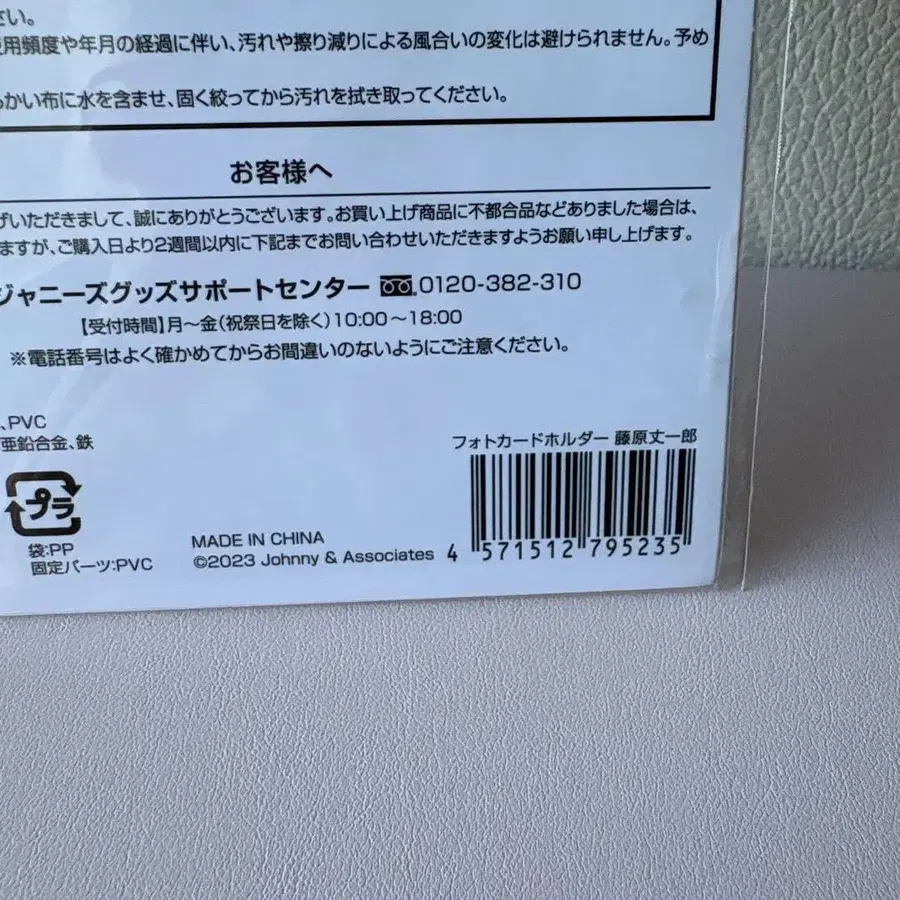 さい。
使用頻度や年月の経過に伴い、汚れや擦り減りによる風合いの変化は避けられません。予め
らかい布に水を含ませ、固く絞ってから汚れを拭き取ってください。
お客様へ
げいただきまして、誠にありがとうございます。お買い上げ商品に不都合品などありました場合は、
ますが、ご購入日より2週間以内に下記までお問い合わせいただきますようお願い申し上げます。
ジャニーズグッズサポートセンター 0120-382-310
【受付時間】月〜金(祝祭日を除く)10:00〜18:00
※電話番号はよく確かめてからお間違いのないようにご注意ください。
、PVC
亜鉛合金、鉄
フォトカードホルダー 藤原丈一郎
プラ
袋:PP
固定パーツ:PVC
MADE IN CHINA
©2023 Johnny & Associates
4 571512 795235